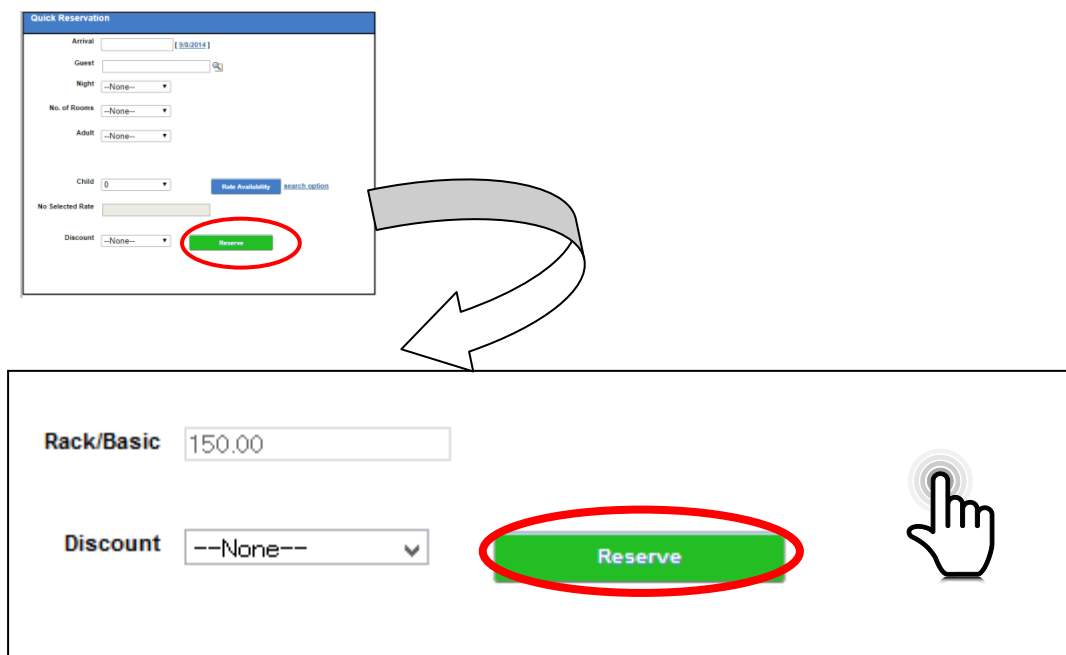 Quick Reservation
Arrival [ 9/8/2014 ]
Guest
Night --None--
No. of Rooms --None--
Adult --None--
Child 0 Rate Availability search option
No Selected Rate
Discount --None-- Reserve
Rack/Basic 150.00
Discount --None-- Reserve